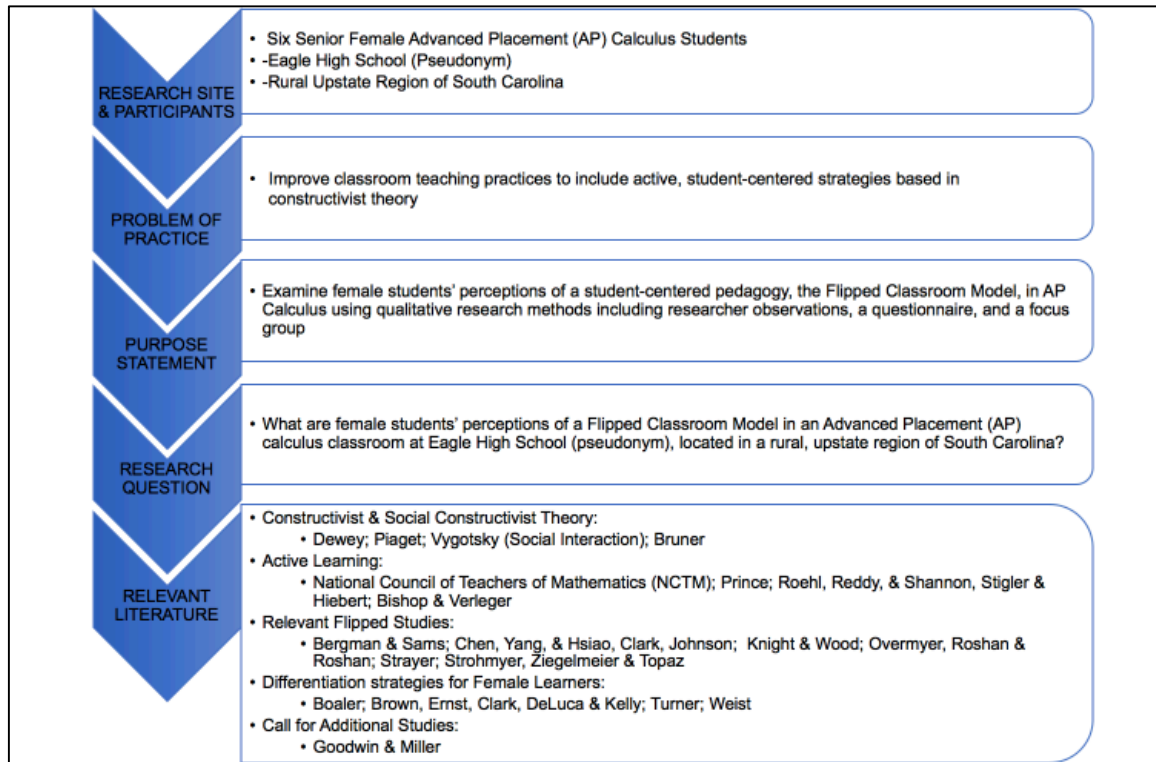 RESEARCH SITE
& PARTICIPANTS
• Six Senior Female Advanced Placement (AP) Calculus Students
• -Eagle High School (Pseudonym)
• -Rural Upstate Region of South Carolina
PROBLEM OF
PRACTICE
• Improve classroom teaching practices to include active, student-centered strategies based in
constructivist theory
PURPOSE
STATEMENT
• Examine female students' perceptions of a student-centered pedagogy, the Flipped Classroom Model, in AP
Calculus using qualitative research methods including researcher observations, a questionnaire, and a focus
group
RESEARCH
QUESTION
• What are female students' perceptions of a Flipped Classroom Model in an Advanced Placement (AP)
calculus classroom at Eagle High School (pseudonym), located in a rural, upstate region of South Carolina?
RELEVANT
LITERATURE
• Constructivist & Social Constructivist Theory:
• Dewey; Piaget; Vygotsky (Social Interaction); Bruner
• Active Learning:
• National Council of Teachers of Mathematics (NCTM); Prince; Roehl, Reddy, & Shannon, Stigler &
Hiebert; Bishop & Verleger
• Relevant Flipped Studies:
• Bergman & Sams; Chen, Yang, & Hsiao, Clark, Johnson; Knight & Wood; Overmyer, Roshan &
Roshan; Strayer; Strohmyer, Ziegelmeier & Topaz
• Differentiation strategies for Female Learners:
• Boaler; Brown, Ernst, Clark, DeLuca & Kelly; Turner; Weist
• Call for Additional Studies:
• Goodwin & Miller